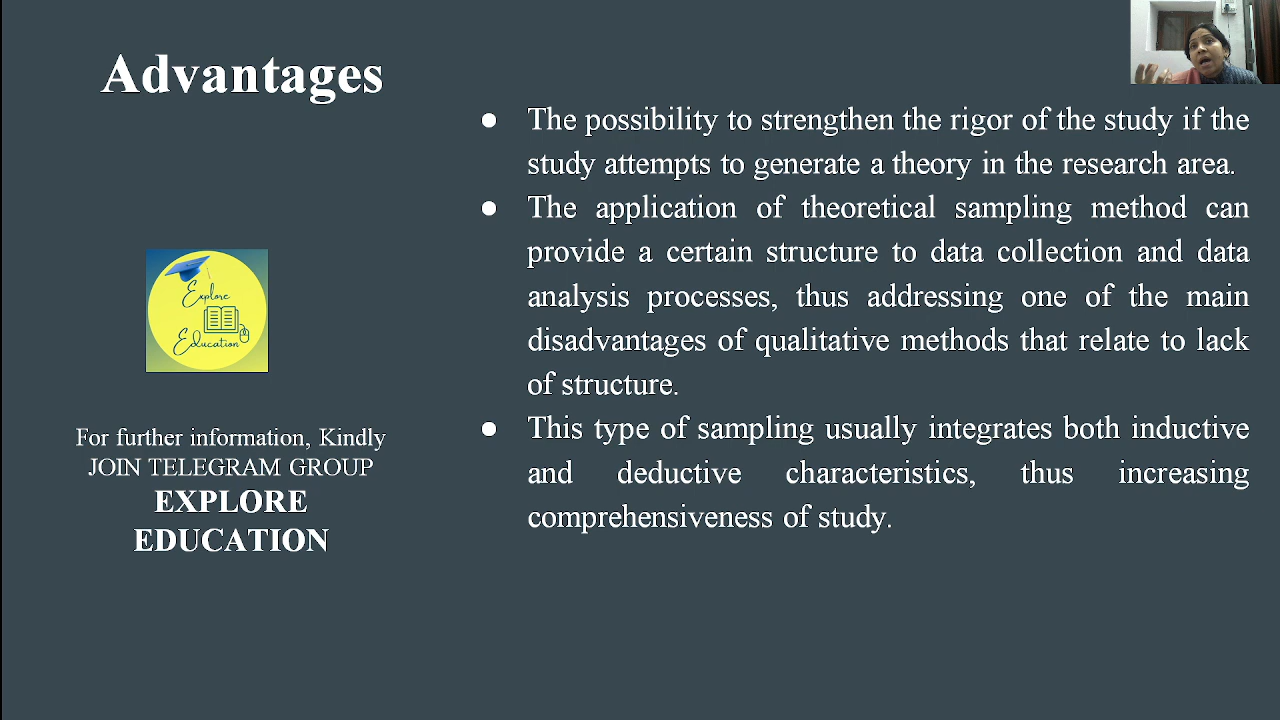 Advantages
● The possibility to strengthen the rigor of the study if the
study attempts to generate a theory in the research area.
● The application of theoretical sampling method can
provide a certain structure to data collection and data
analysis processes, thus addressing one of the main
disadvantages of qualitative methods that relate to lack
of structure.
● This type of sampling usually integrates both inductive
and deductive characteristics, thus increasing
comprehensiveness of study.
Explore
Education
For further information, Kindly
JOIN TELEGRAM GROUP
EXPLORE
EDUCATION